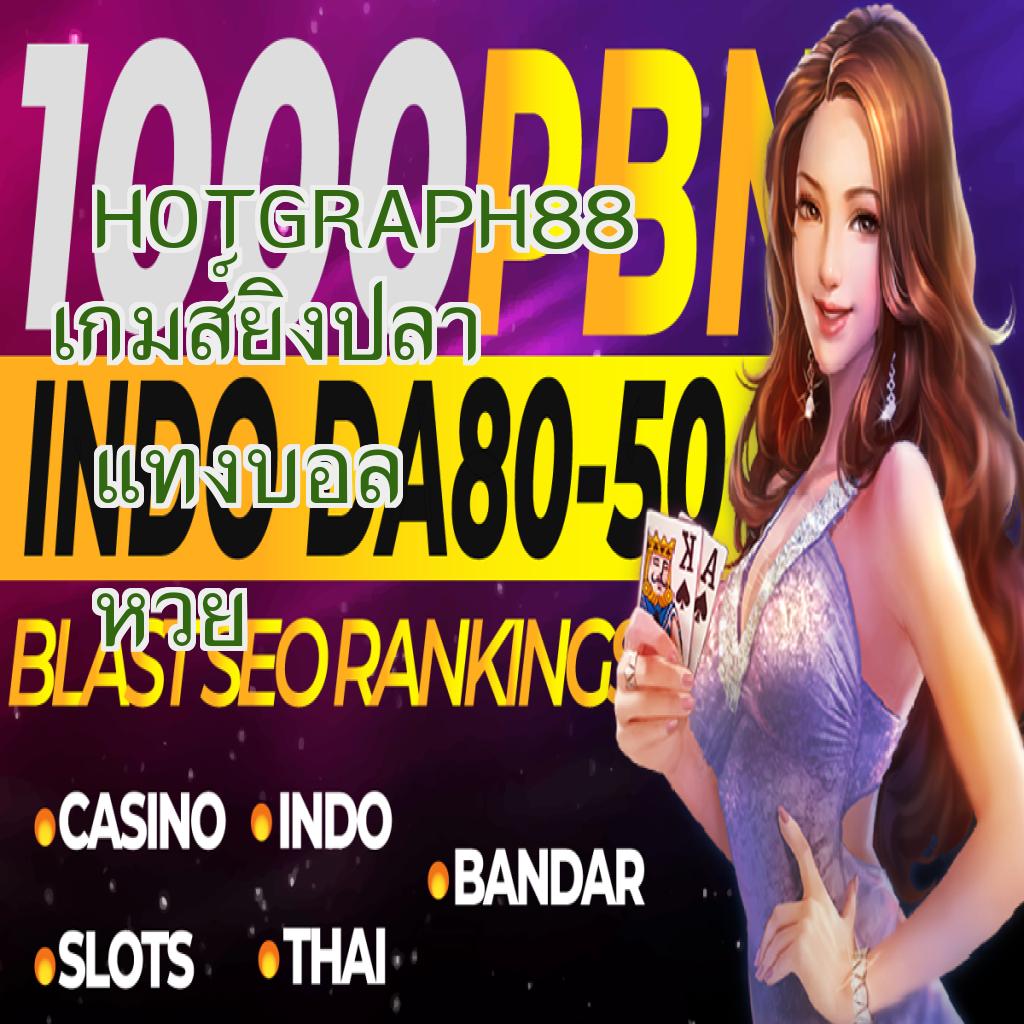 1000PBN
HOTGRAPH88
เกมส์ยิงปลา
INDO DA80-50
แทงบอล
หวย
BLAST SEO RANKINGS
CASINO
INDO
BANDAR
SLOTS
THAI
K
A